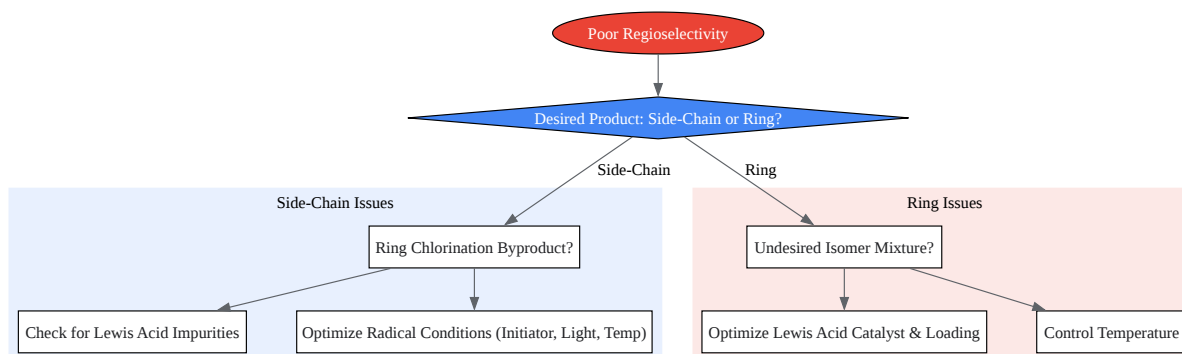 Poor Regioselectivity
Desired Product: Side-Chain or Ring?
Side-Chain
Ring
Side-Chain Issues
Ring Issues
Ring Chlorination Byproduct?
Undesired Isomer Mixture?
Check for Lewis Acid Impurities
Optimize Radical Conditions (Initiator, Light, Temp)
Optimize Lewis Acid Catalyst & Loading
Control Temperature